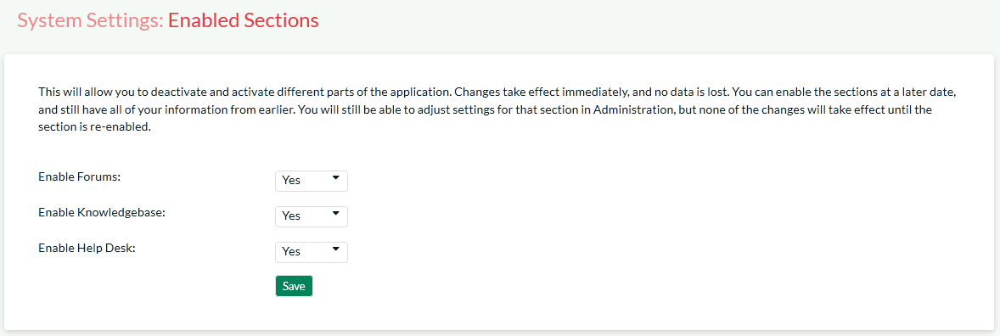 System Settings: Enabled Sections
This will allow you to deactivate and activate different parts of the application. Changes take effect immediately, and no data is lost. You can enable the sections at a later date,
and still have all of your information from earlier. You will still be able to adjust settings for that section in Administration, but none of the changes will take effect until the
section is re-enabled.
Enable Forums: Yes
Enable Knowledgebase: Yes
Enable Help Desk: Yes
Save